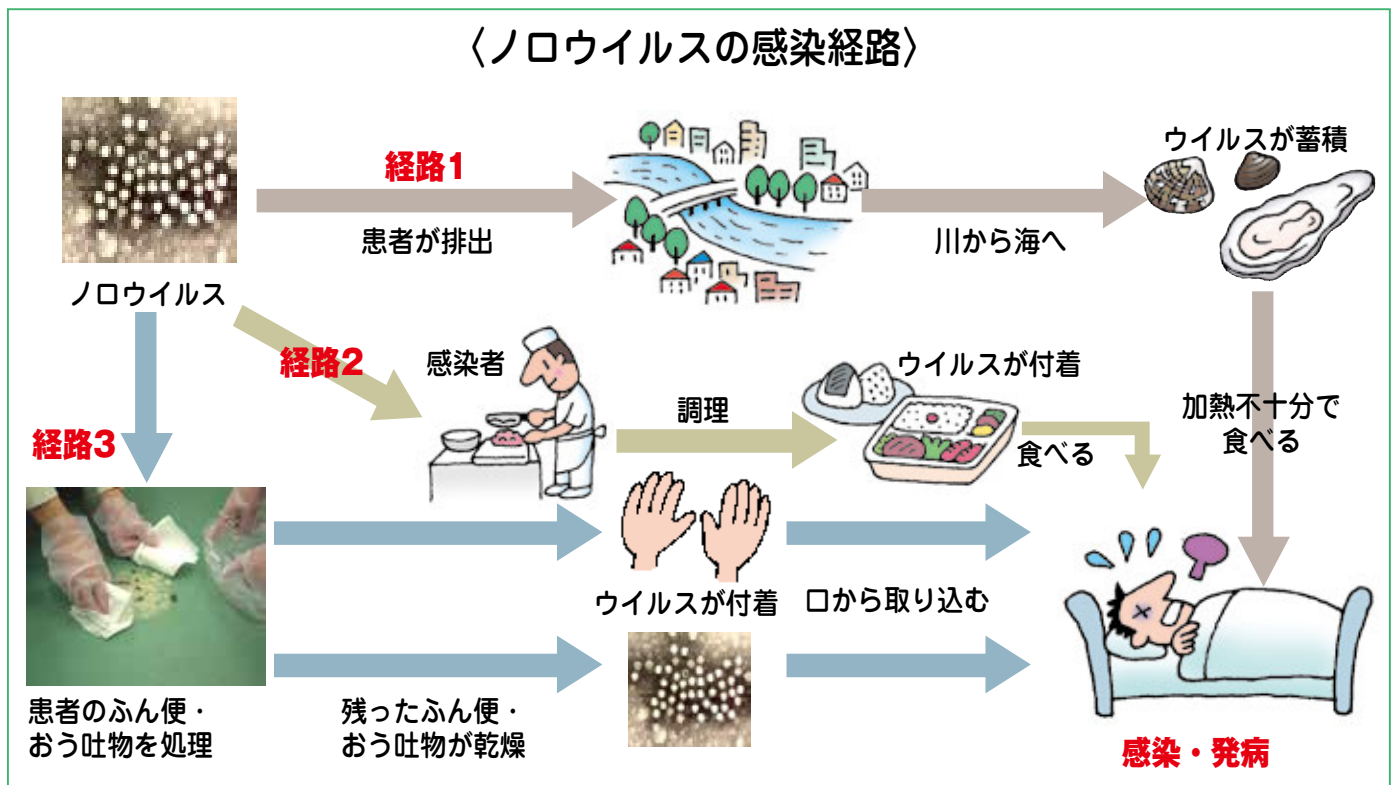 〈ノロウイルスの感染経路〉
経路1
患者が排出
川から海へ
ウイルスが蓄積
ノロウイルス
経路2
感染者
調理
ウイルスが付着
食べる
加熱不十分で
食べる
経路3
ウイルスが付着
口から取り込む
患者のふん便・
おう吐物を処理
残ったふん便・
おう吐物が乾燥
感染・発病